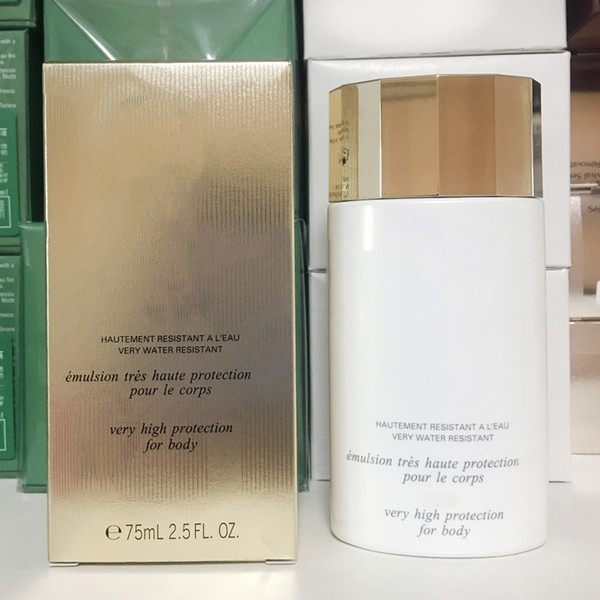 HAUTEMENT RESISTANT A L'EAU
VERY WATER RESISTANT
émulsion très haute protection
pour le corps
very high protection
for body
℮75mL 2.5 FL. OZ.
HAUTEMENT RESISTANT A L'EAU
VERY WATER RESISTANT
émulsion très haute protection
pour le corps
very high protection
for body